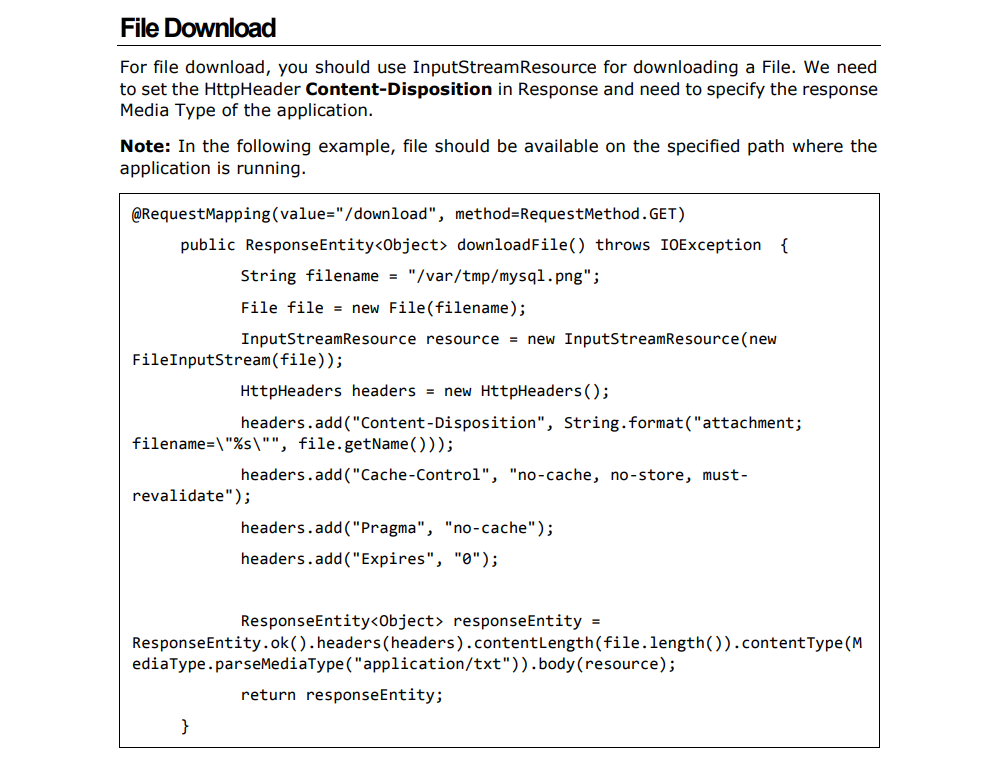 File Download
For file download, you should use InputStreamResource for downloading a File. We need
to set the HttpHeader Content-Disposition in Response and need to specify the response
Media Type of the application.
Note: In the following example, file should be available on the specified path where the
application is running.
@RequestMapping(value="/download", method=RequestMethod.GET)
public ResponseEntity<Object> downloadFile() throws IOException  {
String filename = "/var/tmp/mysql.png";
File file = new File(filename);
InputStreamResource resource = new InputStreamResource(new
FileInputStream(file));
HttpHeaders headers = new HttpHeaders();
headers.add("Content-Disposition", String.format("attachment;
filename=\"%s\"", file.getName()));
headers.add("Cache-Control", "no-cache, no-store, must-
revalidate");
headers.add("Pragma", "no-cache");
headers.add("Expires", "0");
ResponseEntity<Object> responseEntity =
ResponseEntity.ok().headers(headers).contentLength(file.length()).contentType(M
ediaType.parseMediaType("application/txt")).body(resource);
return responseEntity;
}